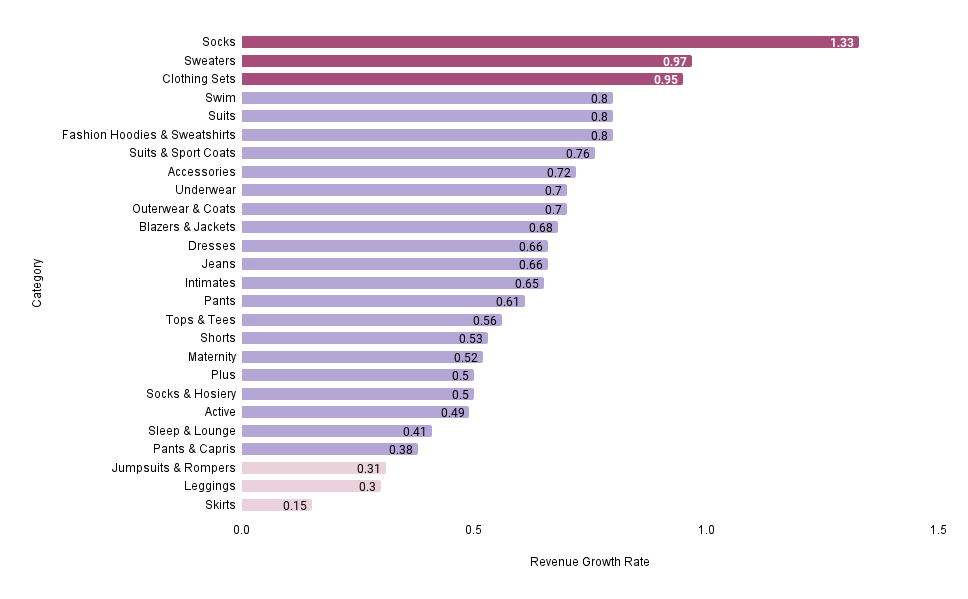 Socks 1.33
Sweaters 0.97
Clothing Sets 0.95
Swim 0.8
Suits 0.8
Fashion Hoodies & Sweatshirts 0.8
Suits & Sport Coats 0.76
Accessories 0.72
Underwear 0.7
Outerwear & Coats 0.7
Blazers & Jackets 0.68
Dresses 0.66
Jeans 0.66
Intimates 0.65
Pants 0.61
Tops & Tees 0.56
Shorts 0.53
Maternity 0.52
Plus 0.5
Socks & Hosiery 0.5
Active 0.49
Sleep & Lounge 0.41
Pants & Capris 0.38
Jumpsuits & Rompers 0.31
Leggings 0.3
Skirts 0.15
Category
0.0 0.5 1.0 1.5
Revenue Growth Rate